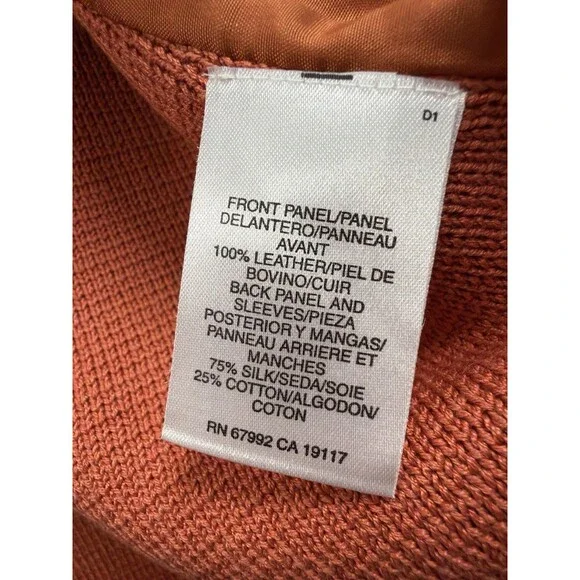 D1
FRONT PANEL/PANEL
DELANTERO/PANNEAU
AVANT
100% LEATHER/PIEL DE
BOVINO/CUIR
BACK PANEL AND
SLEEVES/PIEZA
POSTERIOR Y MANGAS/
PANNEAU ARRIERE ET
MANCHES
75% SILK/SEDA/SOIE
25% COTTON/ALGODON/
COTON
RN 67992 CA 19117